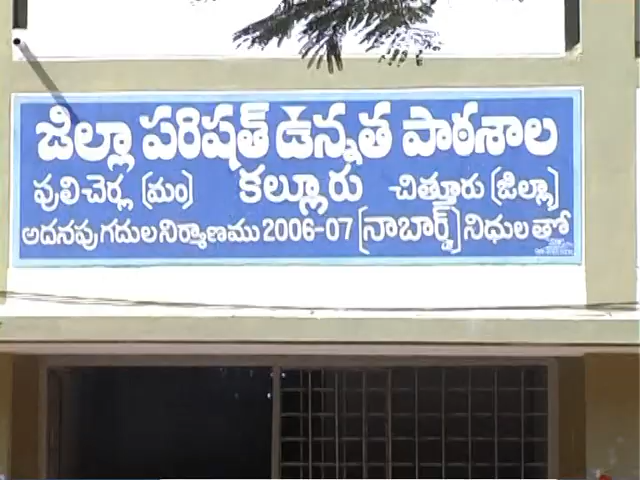 జిల్లా పరిషత్ ఉన్నత పాఠశాల
పులిచెర్ల (మం) కల్లూరు చిత్తూరు (జిల్లా)
అదనపు గదుల నిర్మాణము 2006-07 (నాబార్డ్) నిధులతో